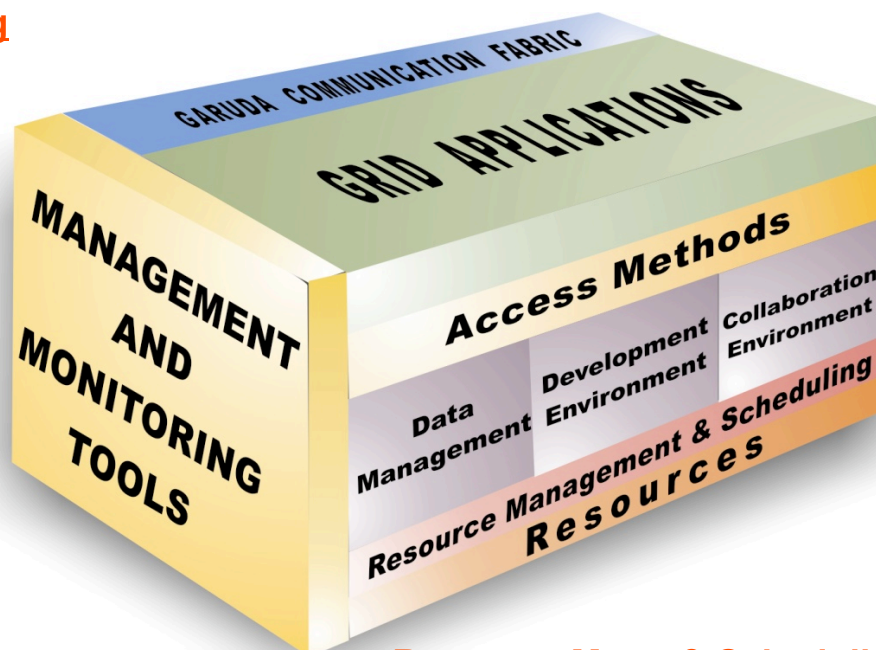 g
GARUDA COMMUNICATION FABRIC
GRID APPLICATIONS
MANAGEMENT
AND
MONITORING
TOOLS
Access Methods
Data
Management
Development
Environment
Collaboration
Environment
Resource Management & Scheduling
Resources